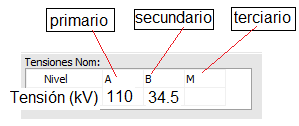 primario secundario terciario
Tensiones Nom:
Nivel A B M
Tensión (kV) 110 34.5